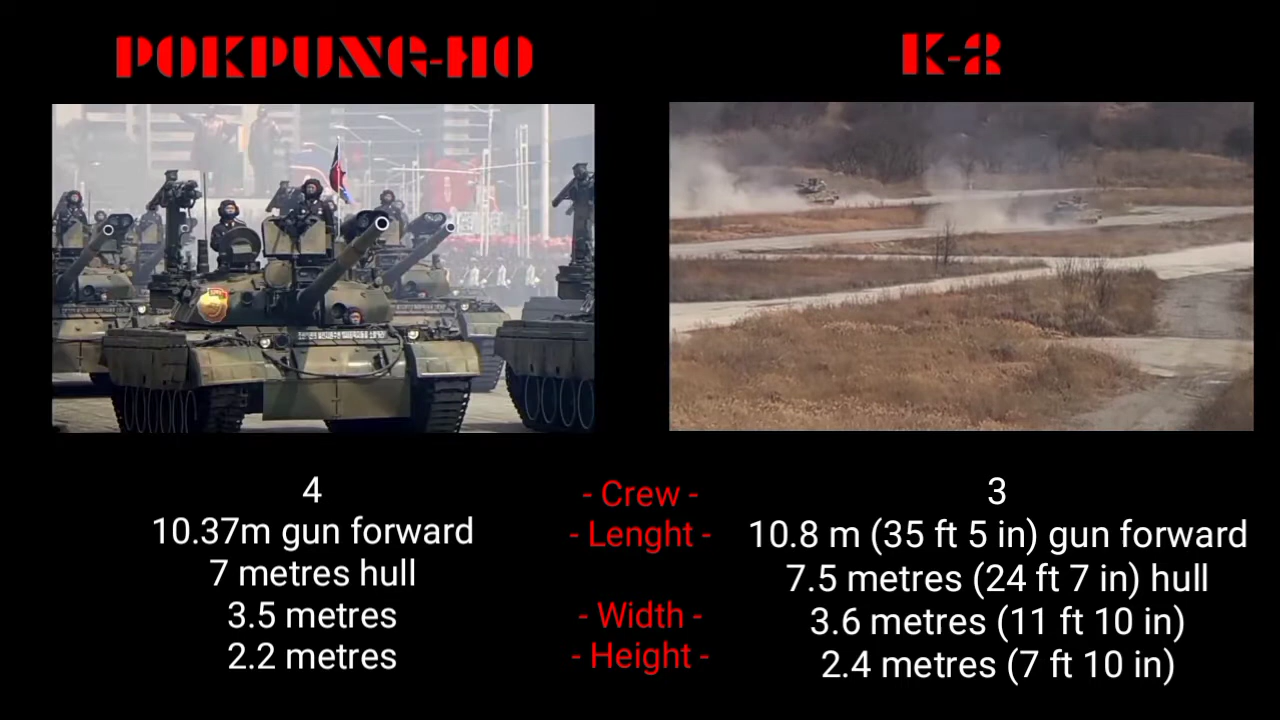 POKPUNG-HO
K-2
4
- Crew -
3
10.37m gun forward
- Lenght -
10.8 m (35 ft 5 in) gun forward
7 metres hull
7.5 metres (24 ft 7 in) hull
3.5 metres
- Width -
3.6 metres (11 ft 10 in)
2.2 metres
- Height -
2.4 metres (7 ft 10 in)